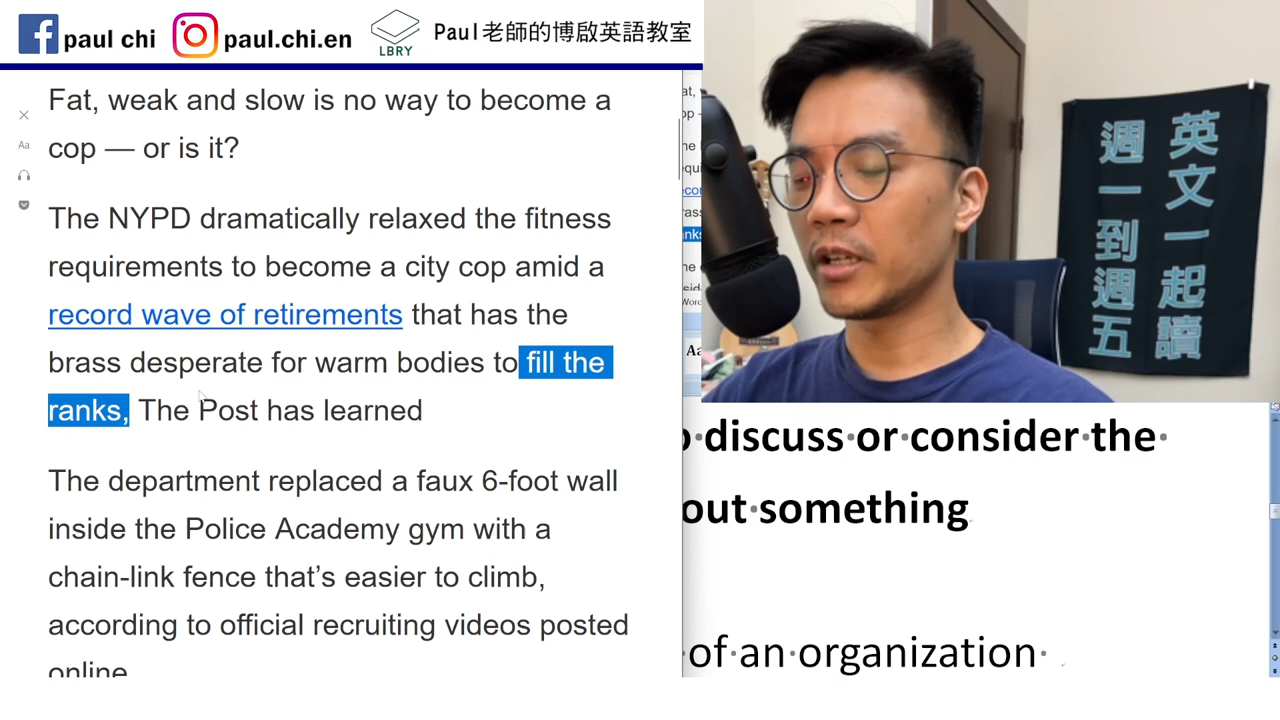 paul chi
paul.chi.en
LBRY
Paul老師的博啟英語教室
Fat, weak and slow is no way to become a
cop — or is it?
The NYPD dramatically relaxed the fitness
requirements to become a city cop amid a
record wave of retirements that has the
brass desperate for warm bodies to fill the
ranks, The Post has learned
The department replaced a faux 6-foot wall
inside the Police Academy gym with a
chain-link fence that’s easier to climb,
according to official recruiting videos posted
online
Aa
英文一起讀
週一到週五
discuss or consider the
out something
of an organization